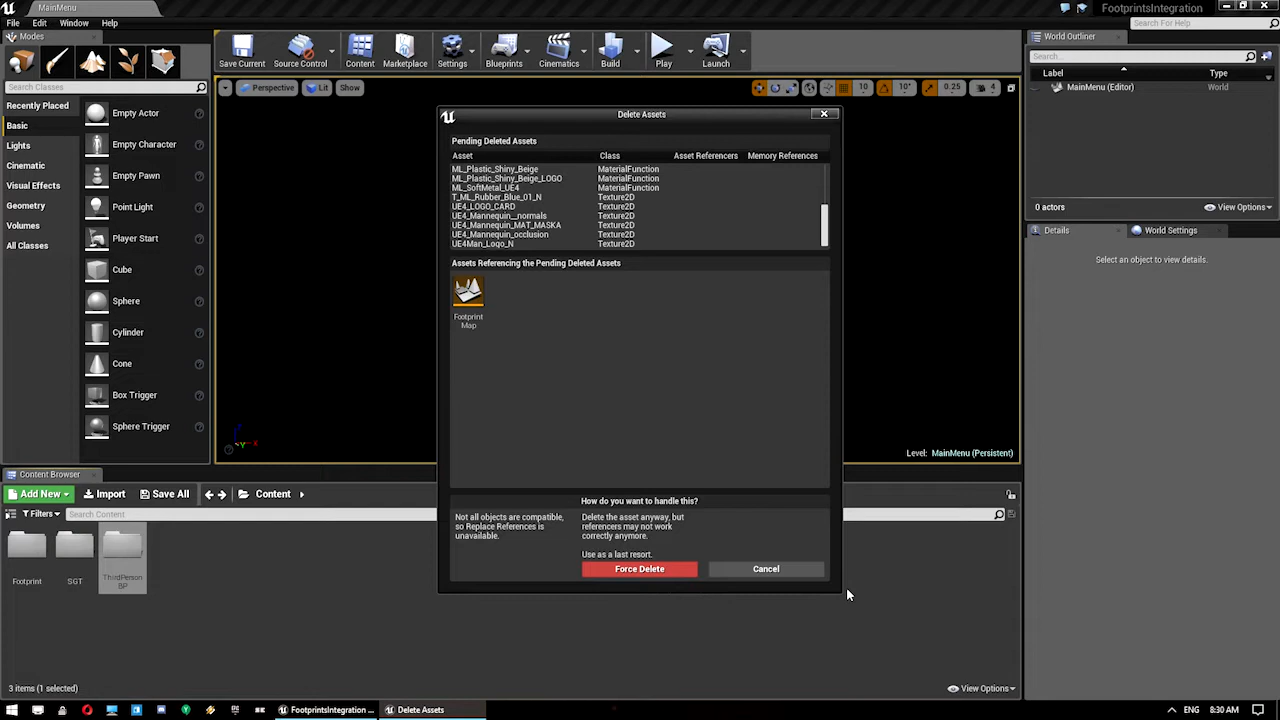 MainMenu
FootprintsIntegration
File Edit Window Help
Search For Help
Modes
Search Classes
Recently Placed
Basic
Lights
Cinematic
Visual Effects
Geometry
Volumes
All Classes
Empty Actor
Empty Character
Empty Pawn
Point Light
Player Start
Cube
Sphere
Cylinder
Cone
Box Trigger
Sphere Trigger
Save Current Source Control Content Marketplace Settings Blueprints Cinematics Build Play Launch
Perspective Lit Show
10 10° 0.25 4
Level: MainMenu (Persistent)
Delete Assets
Pending Deleted Assets
Asset Class Asset Referencers Memory References
ML_Plastic_Shiny_Beige MaterialFunction
ML_Plastic_Shiny_Beige_LOGO MaterialFunction
ML_SoftMetal_UE4 MaterialFunction
T_ML_Rubber_Blue_01_N Texture2D
UE4_LOGO_CARD Texture2D
UE4_Mannequin__normals Texture2D
UE4_Mannequin_MAT_MASKA Texture2D
UE4_Mannequin_occlusion Texture2D
UE4Man_Logo_N Texture2D
Assets Referencing the Pending Deleted Assets
Footprint
Map
How do you want to handle this?
Not all objects are compatible,
so Replace References is
unavailable.
Delete the asset anyway, but
referencers may not work
correctly anymore.
Use as a last resort.
Force Delete
Cancel
World Outliner
Search...
Label Type
MainMenu (Editor) World
0 actors
View Options
Details
World Settings
Select an object to view details.
Content Browser
Add New Import Save All Content
Filters Search Content
Footprint
SGT
ThirdPerson
BP
3 items (1 selected)
View Options
FootprintsIntegration ...
Delete Assets
ENG 8:30 AM